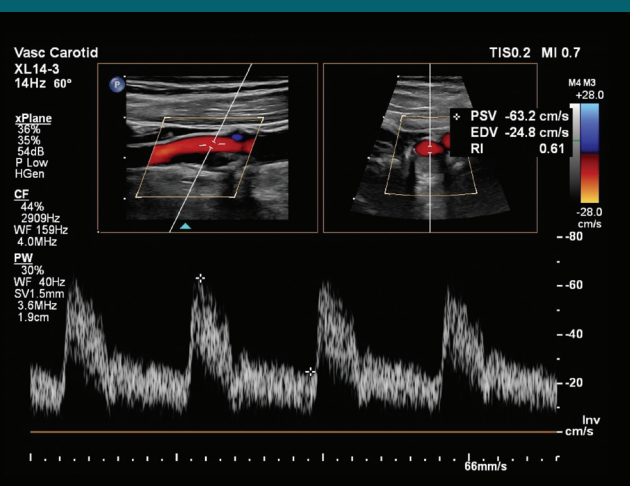 Vasc Carotid
TIS0.2 MI 0.7
XL14-3
14Hz 60°
P
M4 M3
+28.0
xPlane
36%
35%
54dB
P Low
HGen
PSV -63.2 cm/s
EDV -24.8 cm/s
RI 0.61
CF
44%
2909Hz
WF 159Hz
4.0MHz
-28.0
cm/s
PW
30%
WF 40Hz
SV1.5mm
3.6MHz
1.9cm
-80
-60
-40
-20
Inv
cm/s
66mm/s